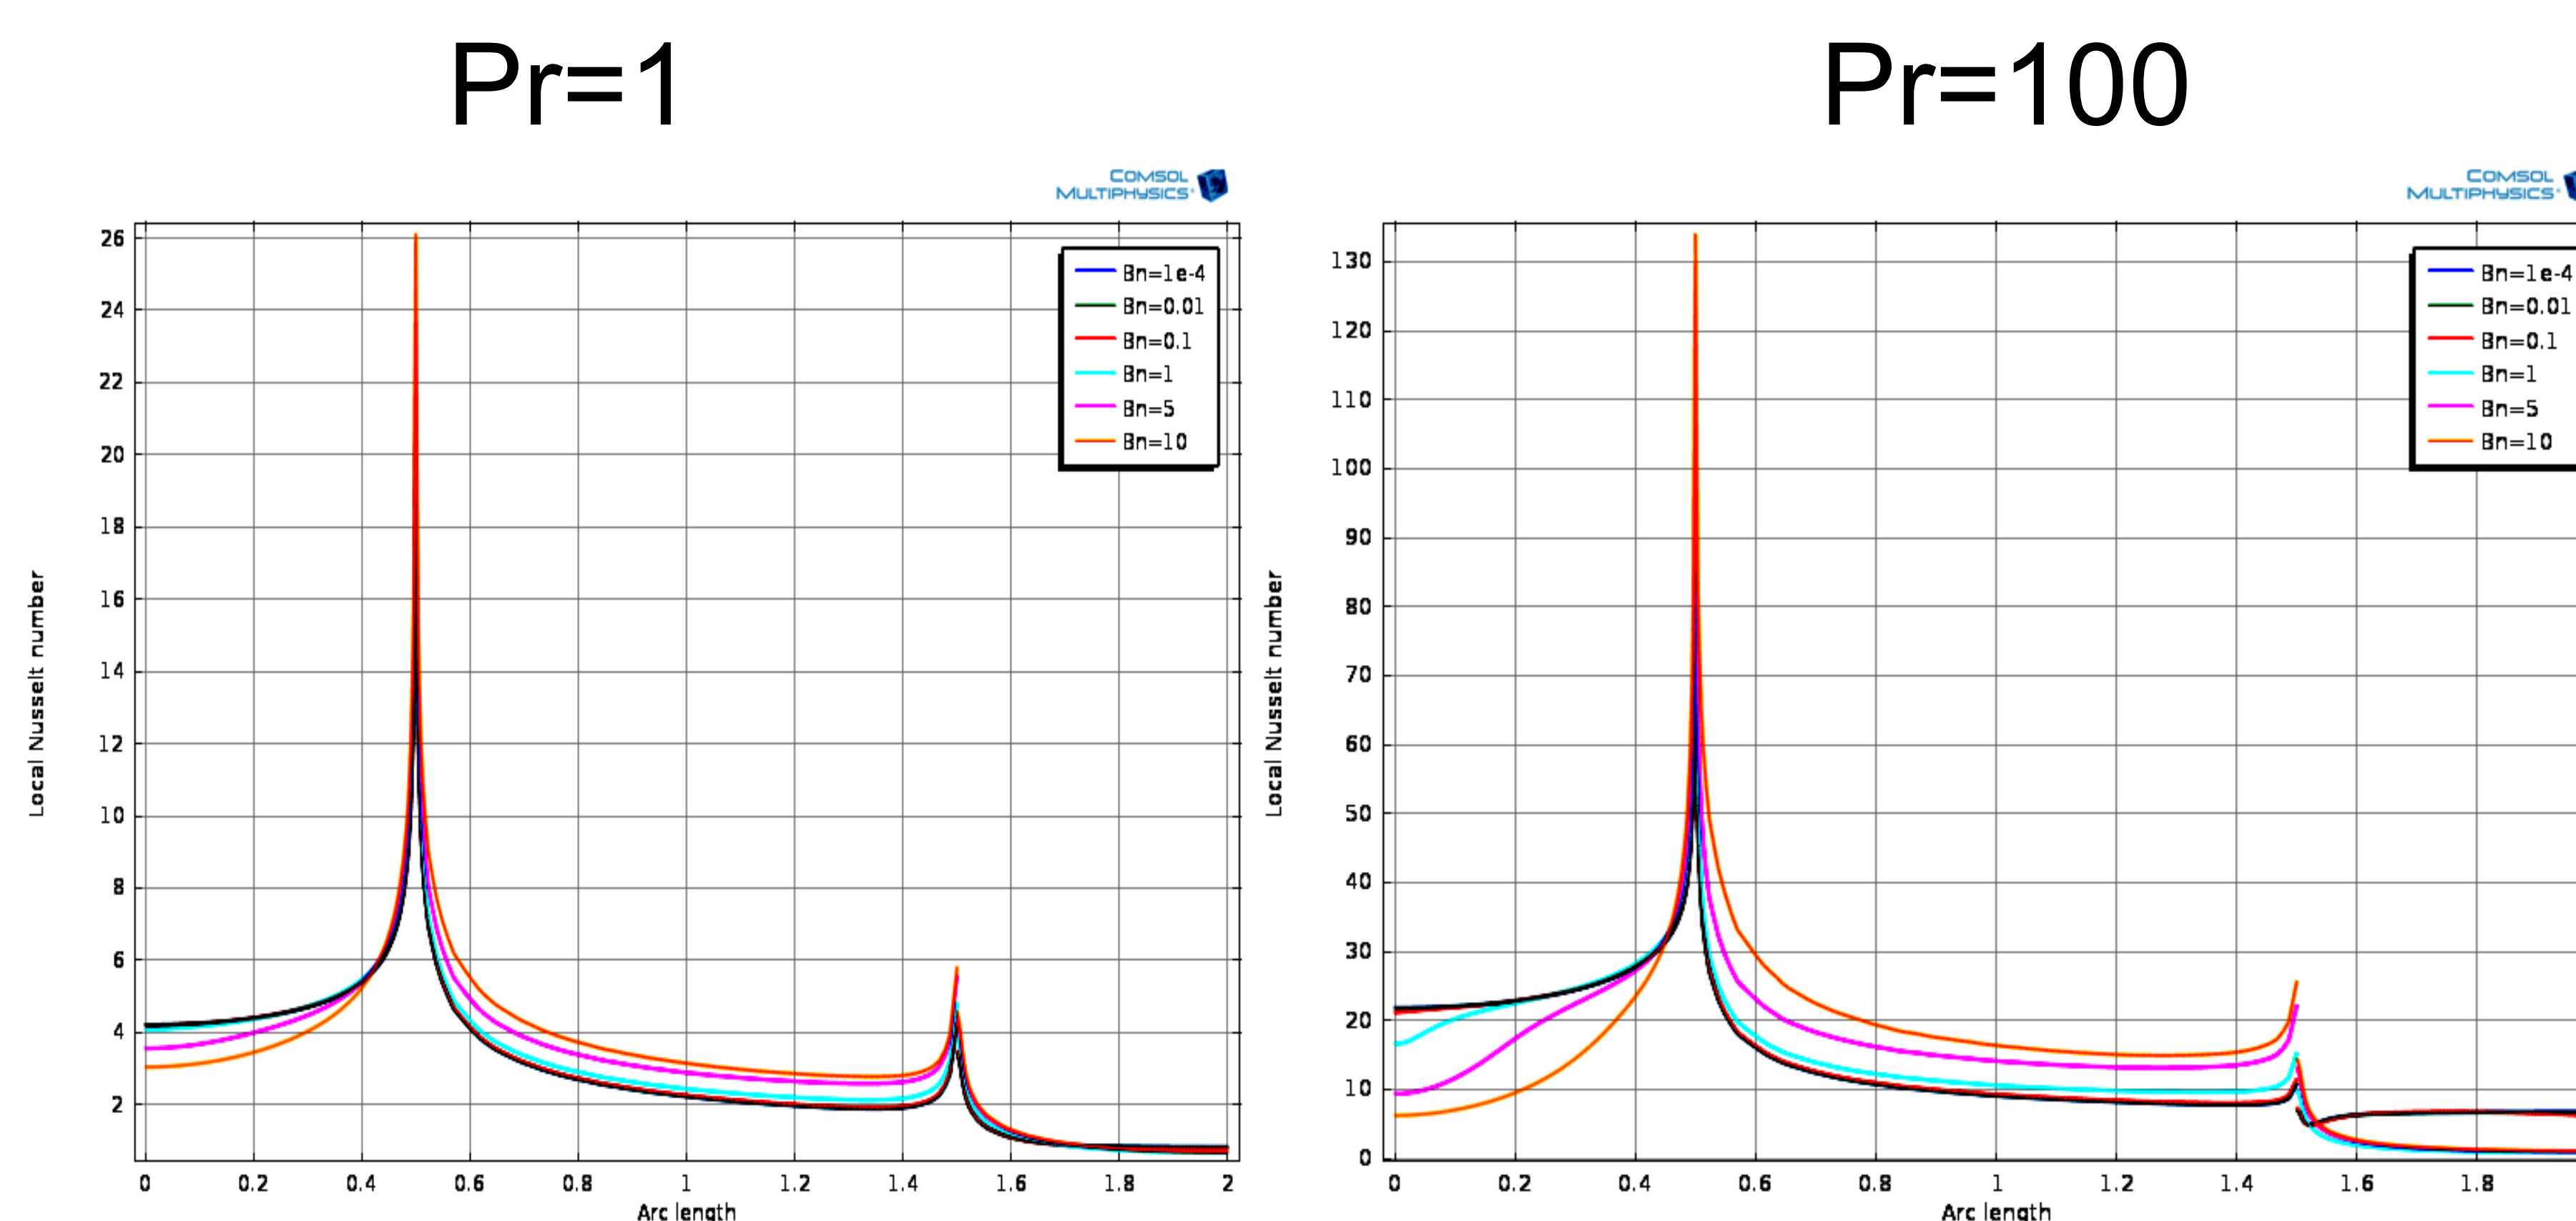 Pr=1
Pr=100
COMSOL
MULTIPHYSICS
COMSOL
MULTIPHYSICS
26
24
22
20
18
16
14
12
10
8
6
4
2
Local Nusselt number
Bn=1e-4
Bn=0.01
Bn=0.1
Bn=1
Bn=5
Bn=10
0 0.2 0.4 0.6 0.8 1 1.2 1.4 1.6 1.8 2
Arc length
130
120
110
100
90
80
70
60
50
40
30
20
10
0
Local Nusselt number
Bn=1e-4
Bn=0.01
Bn=0.1
Bn=1
Bn=5
Bn=10
0 0.2 0.4 0.6 0.8 1 1.2 1.4 1.6 1.8
Arc length